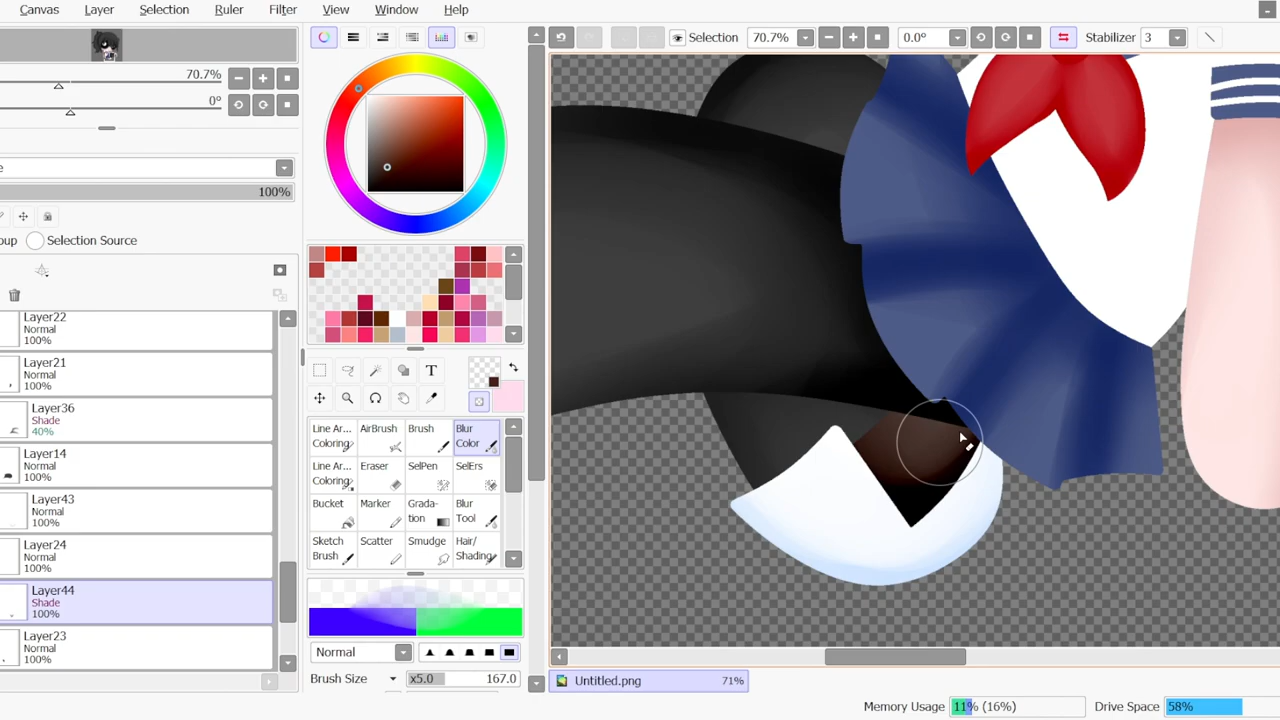 Canvas Layer Selection Ruler Filter View Window Help
Selection 70.7% 0.0° Stabilizer 3
70.7%
0°
100%
Selection Source
Layer22
Normal
100%
Layer21
Normal
100%
Layer36
Shade
40%
Layer14
Normal
100%
Layer43
Normal
100%
Layer24
Normal
100%
Layer44
Shade
100%
Layer23
Normal
100%
T
Line Ar... Coloring
AirBrush
Brush
Blur Color
Line Ar... Coloring
Eraser
SelPen
SelErs
Bucket
Marker
Grada-tion
Blur Tool
Sketch Brush
Scatter
Smudge
Hair/ Shading
Normal
Brush Size x5.0 167.0
Untitled.png 71%
Memory Usage 11% (16%) Drive Space 58%